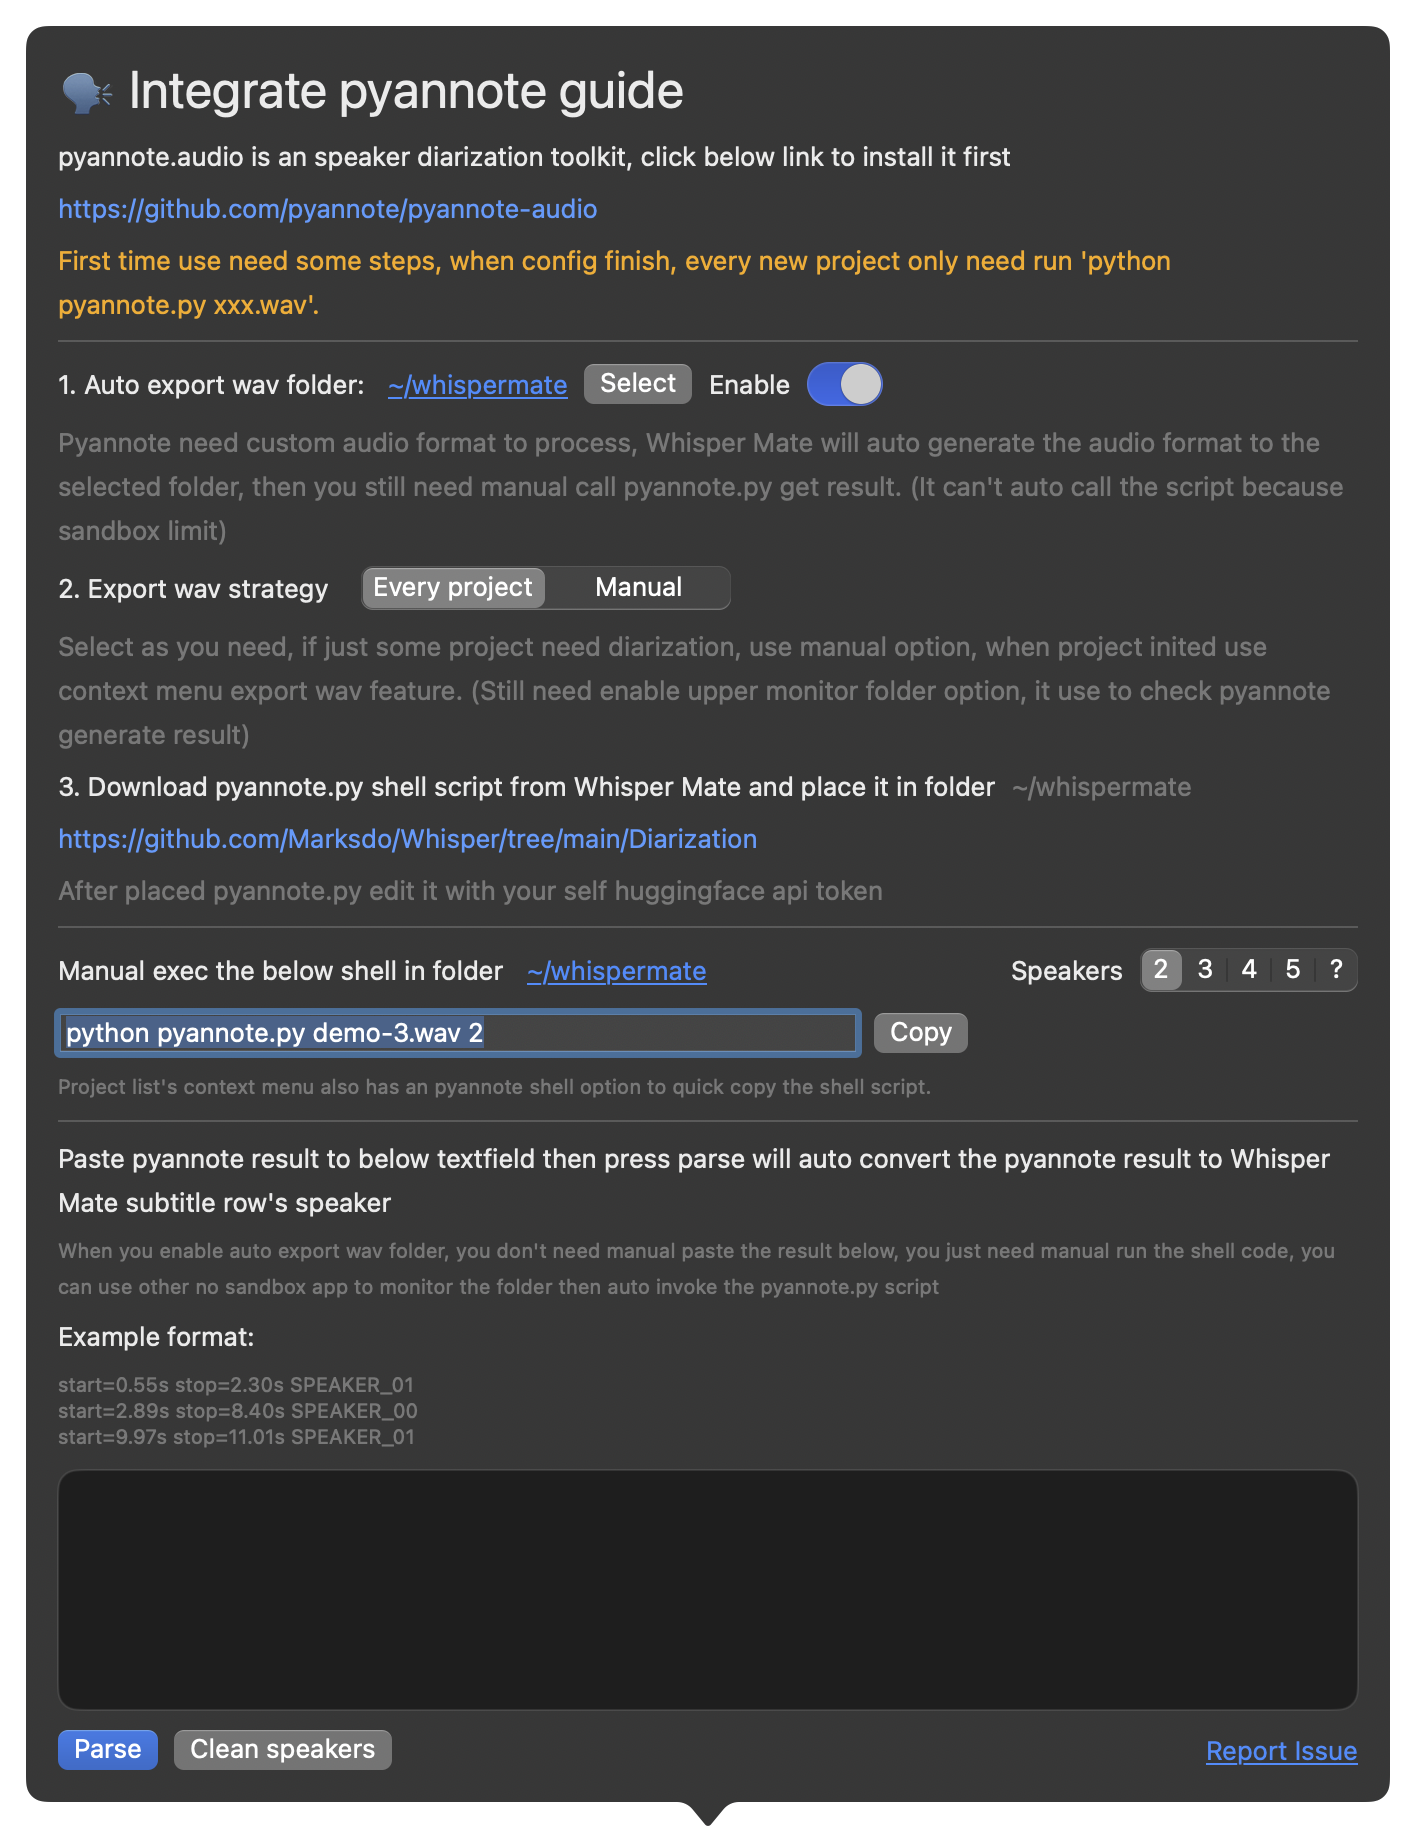 Integrate pyannote guide
pyannote.audio is an speaker diarization toolkit, click below link to install it first
https://github.com/pyannote/pyannote-audio
First time use need some steps, when config finish, every new project only need run 'python
pyannote.py xxx.wav'.
1. Auto export wav folder: ~/whispermate Select Enable
Pyannote need custom audio format to process, Whisper Mate will auto generate the audio format to the
selected folder, then you still need manual call pyannote.py get result. (It can't auto call the script because
sandbox limit)
2. Export wav strategy Every project Manual
Select as you need, if just some project need diarization, use manual option, when project inited use
context menu export wav feature. (Still need enable upper monitor folder option, it use to check pyannote
generate result)
3. Download pyannote.py shell script from Whisper Mate and place it in folder ~/whispermate
https://github.com/Marksdo/Whisper/tree/main/Diarization
After placed pyannote.py edit it with your self huggingface api token
Manual exec the below shell in folder ~/whispermate Speakers 2 3 4 5 ?
python pyannote.py demo-3.wav 2 Copy
Project list's context menu also has an pyannote shell option to quick copy the shell script.
Paste pyannote result to below textfield then press parse will auto convert the pyannote result to Whisper
Mate subtitle row's speaker
When you enable auto export wav folder, you don't need manual paste the result below, you just need manual run the shell code, you
can use other no sandbox app to monitor the folder then auto invoke the pyannote.py script
Example format:
start=0.55s stop=2.30s SPEAKER_01
start=2.89s stop=8.40s SPEAKER_00
start=9.97s stop=11.01s SPEAKER_01
Parse Clean speakers Report Issue